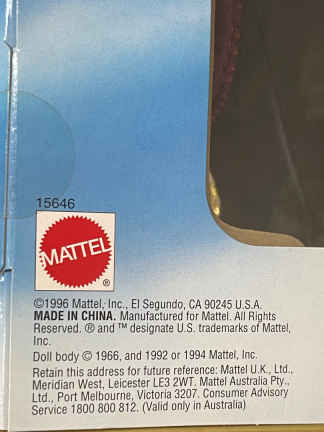 15646
MATTEL
®
©1996 Mattel, Inc., El Segundo, CA 90245 U.S.A.
MADE IN CHINA. Manufactured for Mattel. All Rights
Reserved. ® and ™ designate U.S. trademarks of Mattel,
Inc.
Doll body © 1966, and 1992 or 1994 Mattel, Inc.
Retain this address for future reference: Mattel U.K., Ltd.,
Meridian West, Leicester LE3 2WT. Mattel Australia Pty.,
Ltd., Port Melbourne, Victoria 3207. Consumer Advisory
Service 1800 800 812. (Valid only in Australia)